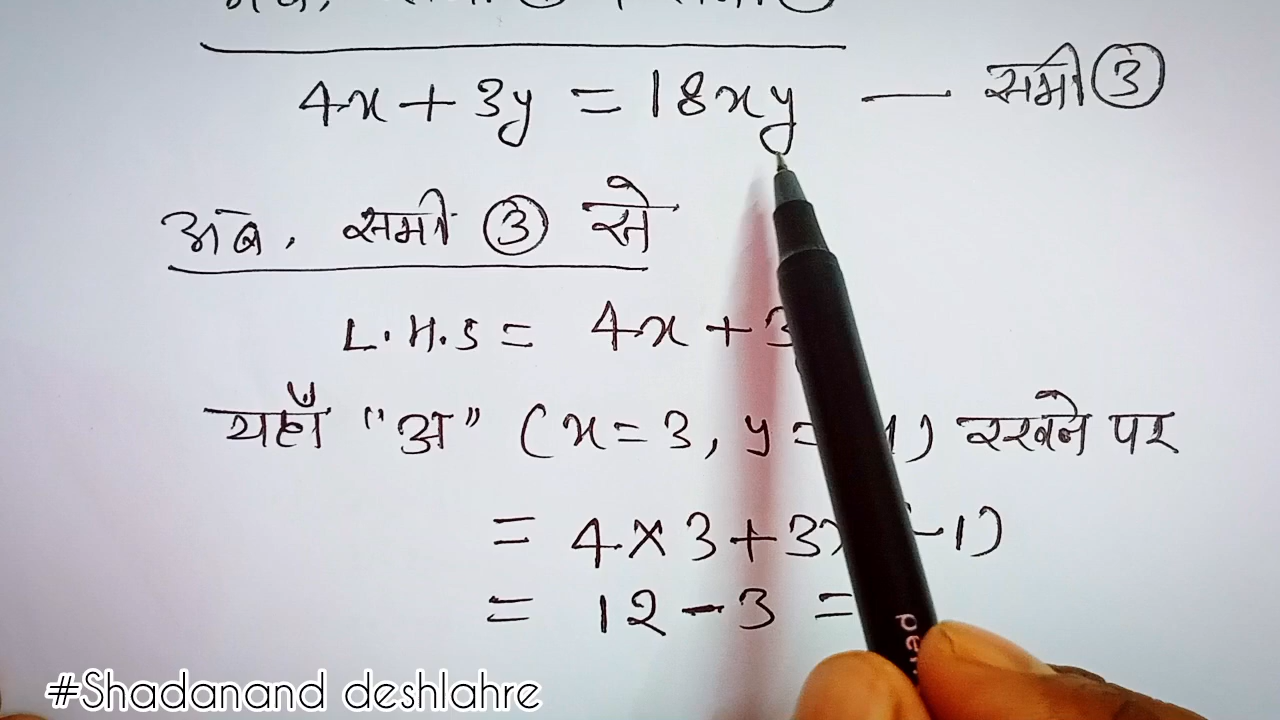 4x + 3y = 18xy — समी ③
अब, समी ③ से
L.H.S = 4x + 3
यहाँ "अ" (x = 3, y = 1) रखने पर
= 4 × 3 + 3 -1)
= 12 - 3 =
pe
#Shadanand deshlahre